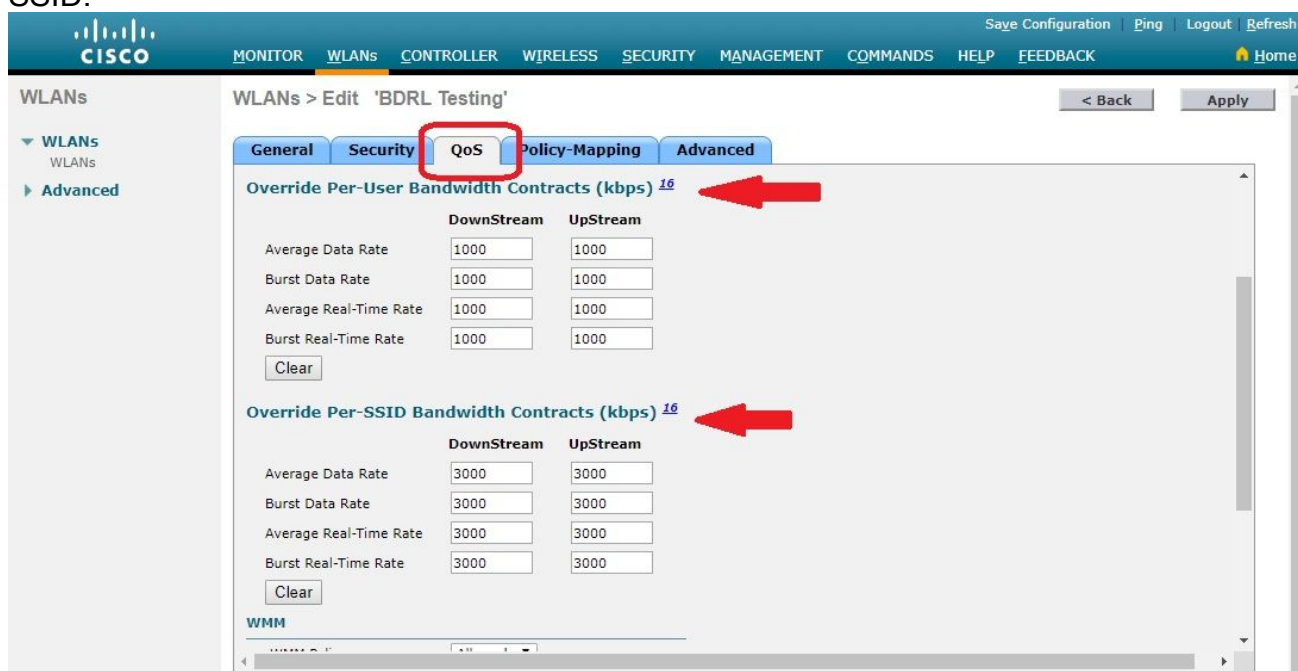 SSID.
Save Configuration Ping Logout Refresh
CISCO MONITOR WLANs CONTROLLER WIRELESS SECURITY MANAGEMENT COMMANDS HELP FEEDBACK Home
WLANs
WLANs > Edit 'BDRL Testing'
< Back Apply
WLANs
WLANs
Advanced
General Security QoS Policy-Mapping Advanced
Override Per-User Bandwidth Contracts (kbps) 16
DownStream UpStream
Average Data Rate 1000 1000
Burst Data Rate 1000 1000
Average Real-Time Rate 1000 1000
Burst Real-Time Rate 1000 1000
Clear
Override Per-SSID Bandwidth Contracts (kbps) 16
DownStream UpStream
Average Data Rate 3000 3000
Burst Data Rate 3000 3000
Average Real-Time Rate 3000 3000
Burst Real-Time Rate 3000 3000
Clear
WMM